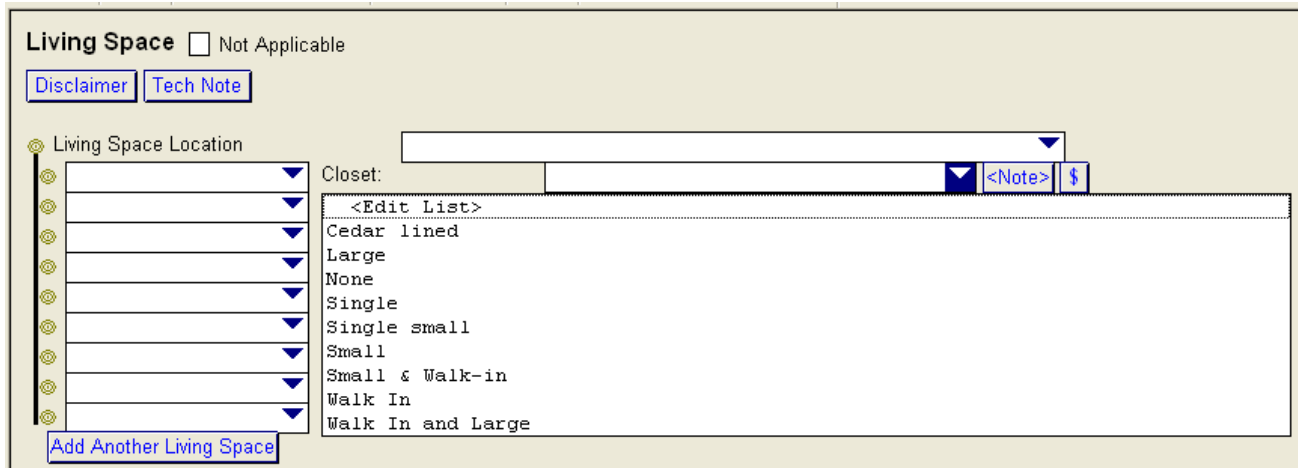 Living Space Not Applicable
Disclaimer Tech Note
Living Space Location
Closet: <Note> $
<Edit List>
Cedar lined
Large
None
Single
Single small
Small
Small & Walk-in
Walk In
Walk In and Large
Add Another Living Space